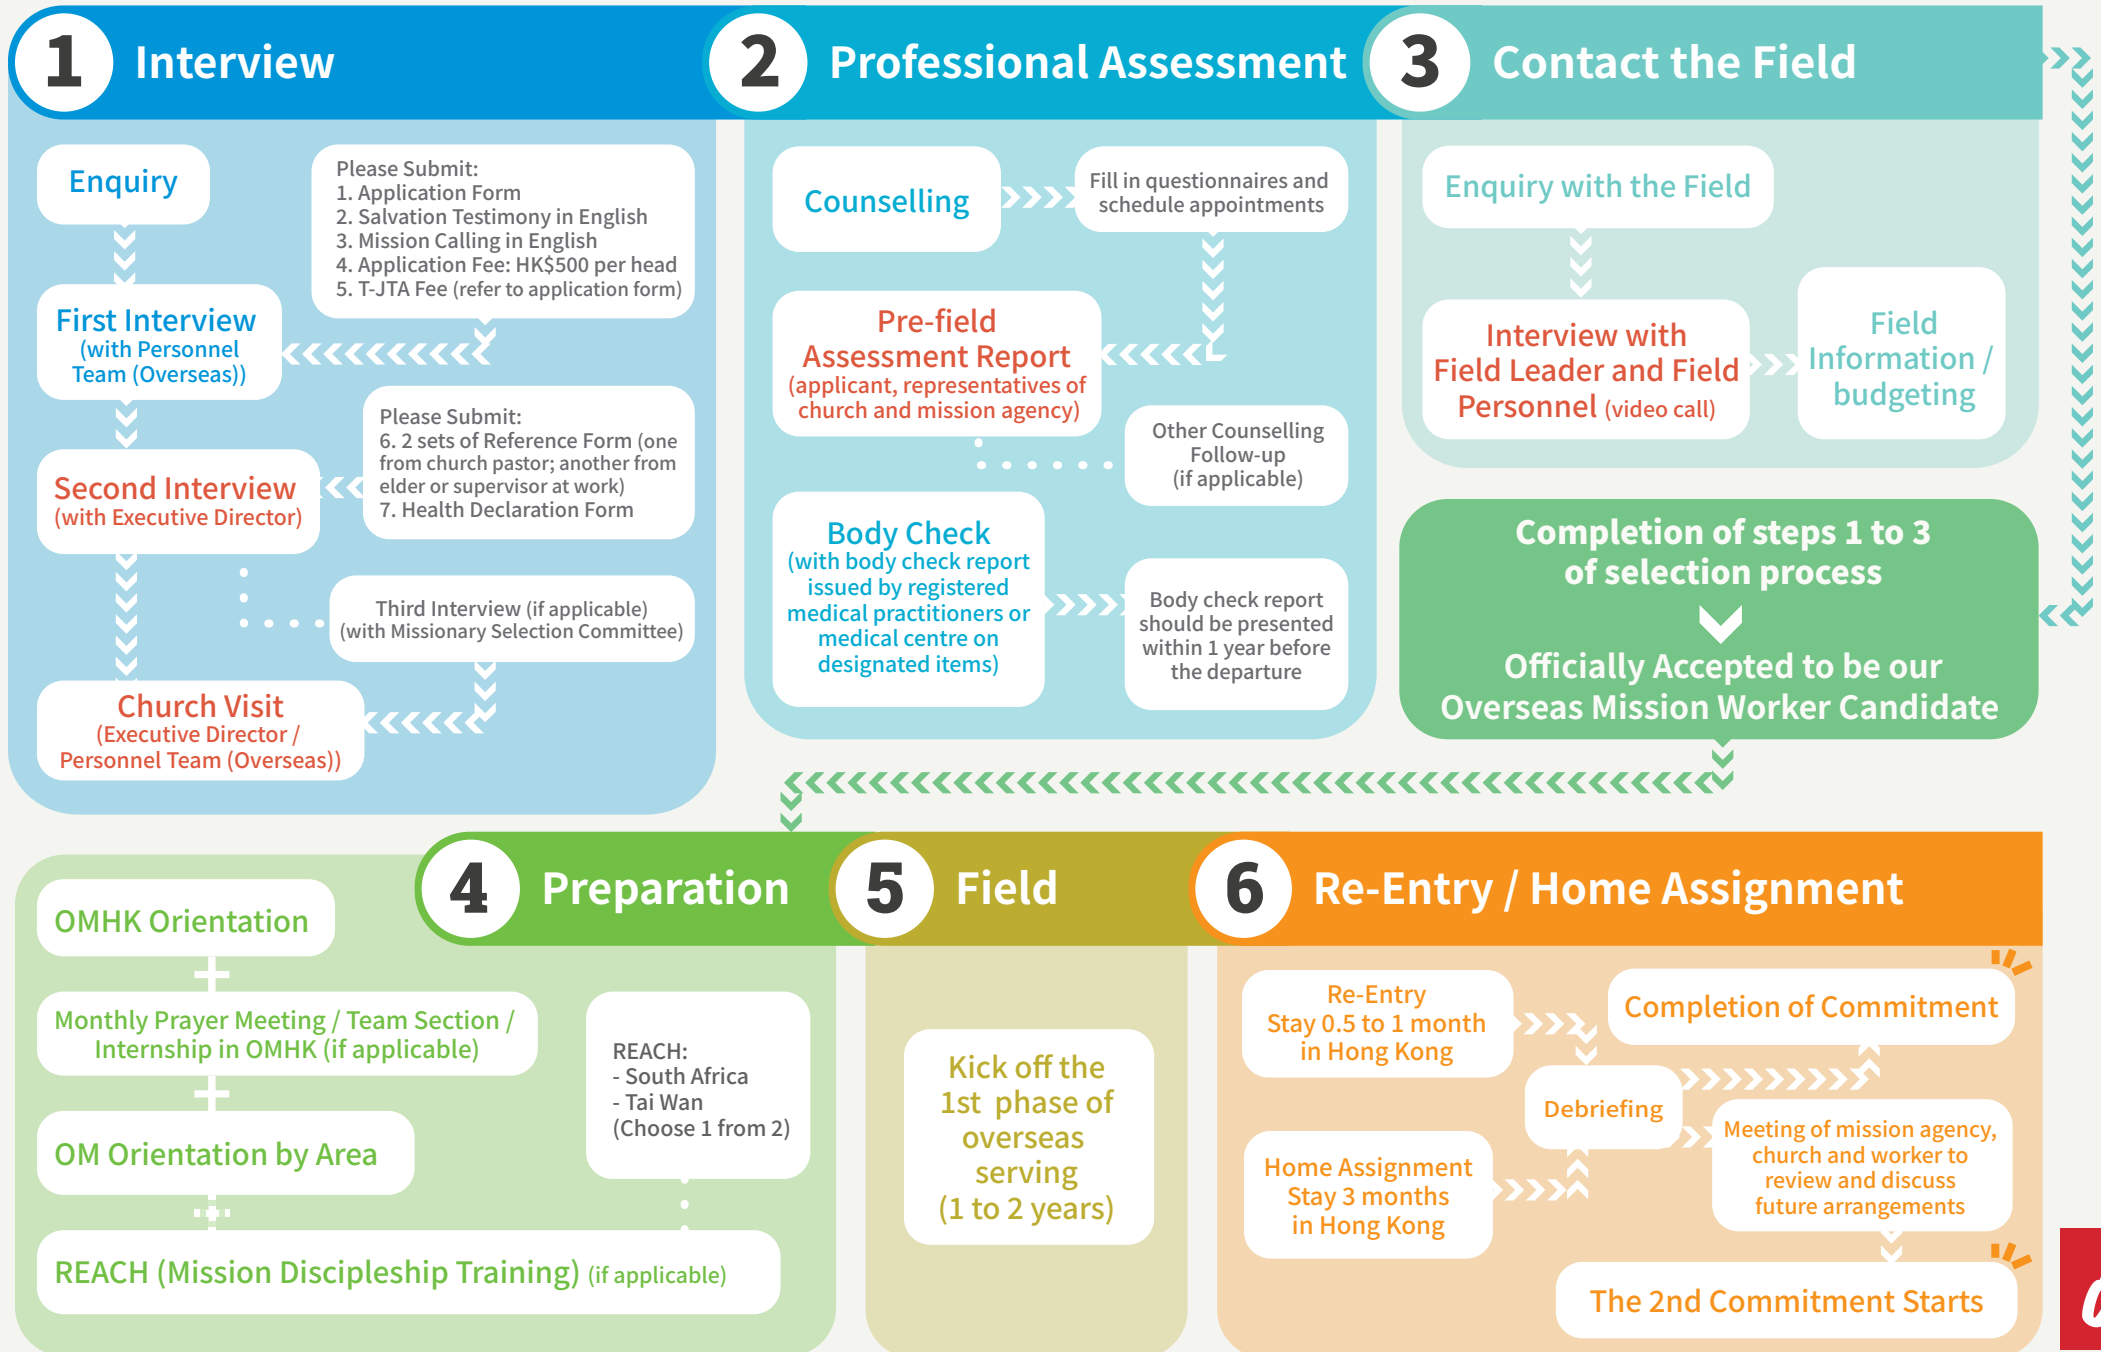 1 Interview
Enquiry
Please Submit:
1. Application Form
2. Salvation Testimony in English
3. Mission Calling in English
4. Application Fee: HK$500 per head
5. T-JTA Fee (refer to application form)
First Interview
(with Personnel
Team (Overseas))
Please Submit:
6. 2 sets of Reference Form (one
from church pastor; another from
elder or supervisor at work)
7. Health Declaration Form
Second Interview
(with Executive Director)
Third Interview (if applicable)
(with Missionary Selection Committee)
Church Visit
(Executive Director /
Personnel Team (Overseas))
2 Professional Assessment
Counselling
Fill in questionnaires and
schedule appointments
Pre-field
Assessment Report
(applicant, representatives of
church and mission agency)
Other Counselling
Follow-up
(if applicable)
Body Check
(with body check report
issued by registered
medical practitioners or
medical centre on
designated items)
Body check report
should be presented
within 1 year before
the departure
3 Contact the Field
Enquiry with the Field
Interview with
Field Leader and Field
Personnel (video call)
Field
Information /
budgeting
Completion of steps 1 to 3
of selection process
Officially Accepted to be our
Overseas Mission Worker Candidate
4 Preparation
OMHK Orientation
Monthly Prayer Meeting / Team Section /
Internship in OMHK (if applicable)
OM Orientation by Area
REACH:
- South Africa
- Tai Wan
(Choose 1 from 2)
REACH (Mission Discipleship Training) (if applicable)
5 Field
Kick off the
1st phase of
overseas
serving
(1 to 2 years)
6 Re-Entry / Home Assignment
Re-Entry
Stay 0.5 to 1 month
in Hong Kong
Home Assignment
Stay 3 months
in Hong Kong
Debriefing
Completion of Commitment
Meeting of mission agency,
church and worker to
review and discuss
future arrangements
The 2nd Commitment Starts